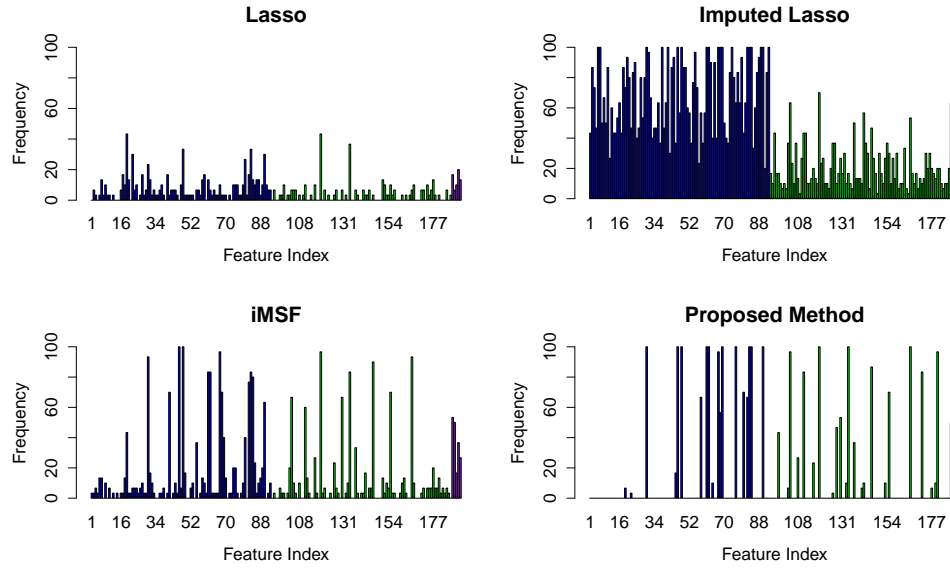 Lasso
Frequency
0 20 60 100
1 16 34 52 70 88 108 131 154 177
Feature Index
Imputed Lasso
Frequency
0 20 60 100
1 16 34 52 70 88 108 131 154 177
Feature Index
iMSF
Frequency
0 20 60 100
1 16 34 52 70 88 108 131 154 177
Feature Index
Proposed Method
Frequency
0 20 60 100
1 16 34 52 70 88 108 131 154 177
Feature Index